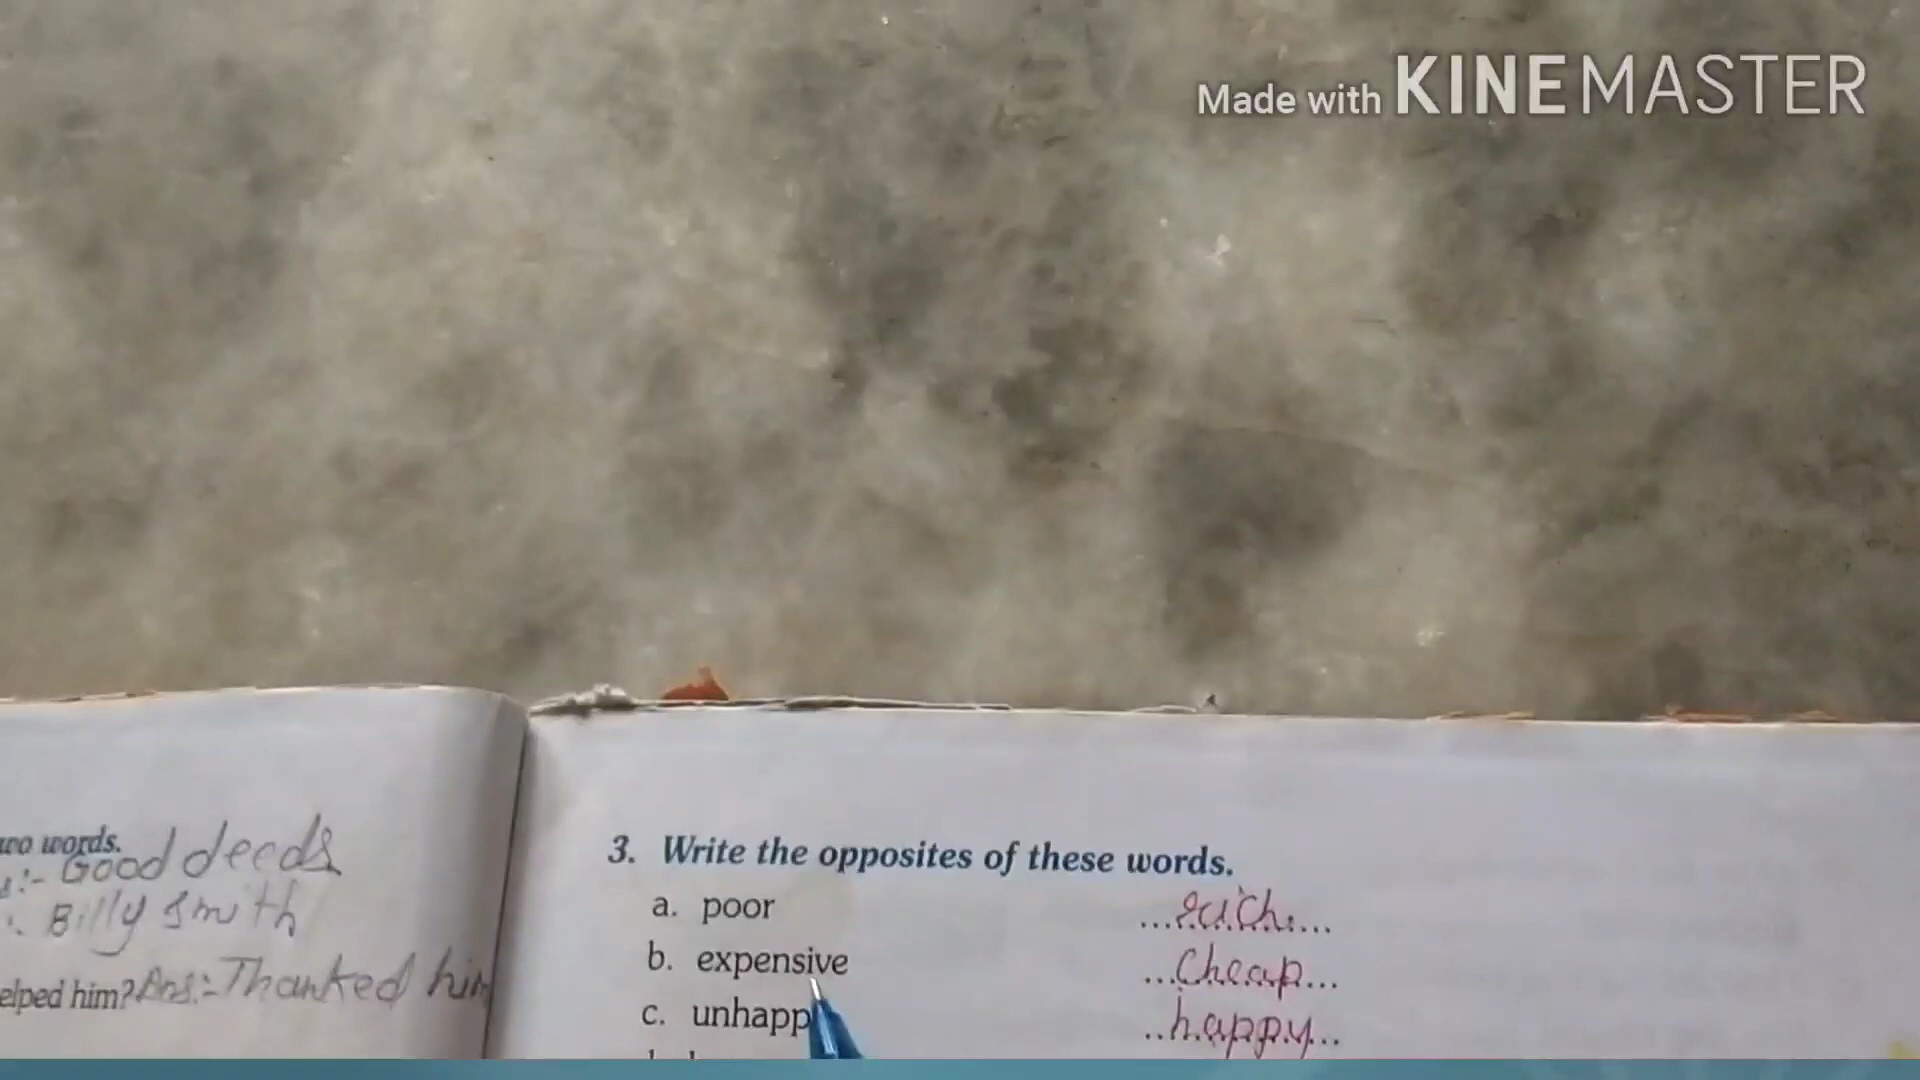 Made with KINEMASTER
wo words.
:- Good deeds
Billy Smith
elped him? Ans:- Thanked him
3. Write the opposites of these words.
a. poor ...rich...
b. expensive ...Cheap...
c. unhapp ...happy...